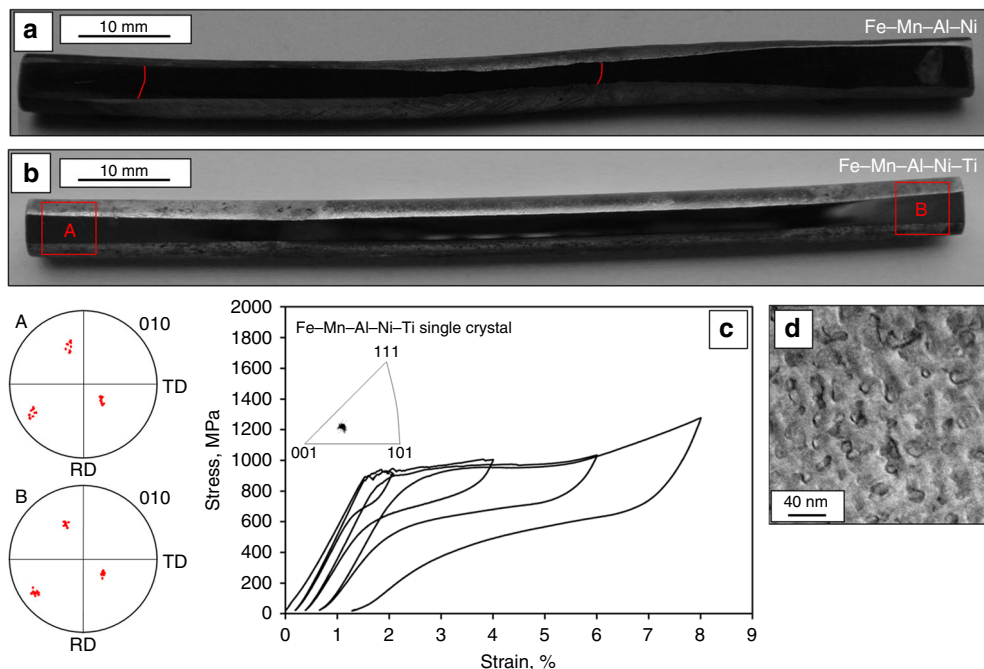 a
10 mm
Fe–Mn–Al–Ni
b
10 mm
Fe–Mn–Al–Ni–Ti
A
B
A
010
TD
RD
B
010
TD
RD
c
Fe–Mn–Al–Ni–Ti single crystal
111
001
101
2000
1800
1600
1400
1200
1000
800
600
400
200
0
Stress, MPa
0 1 2 3 4 5 6 7 8 9
Strain, %
d
40 nm